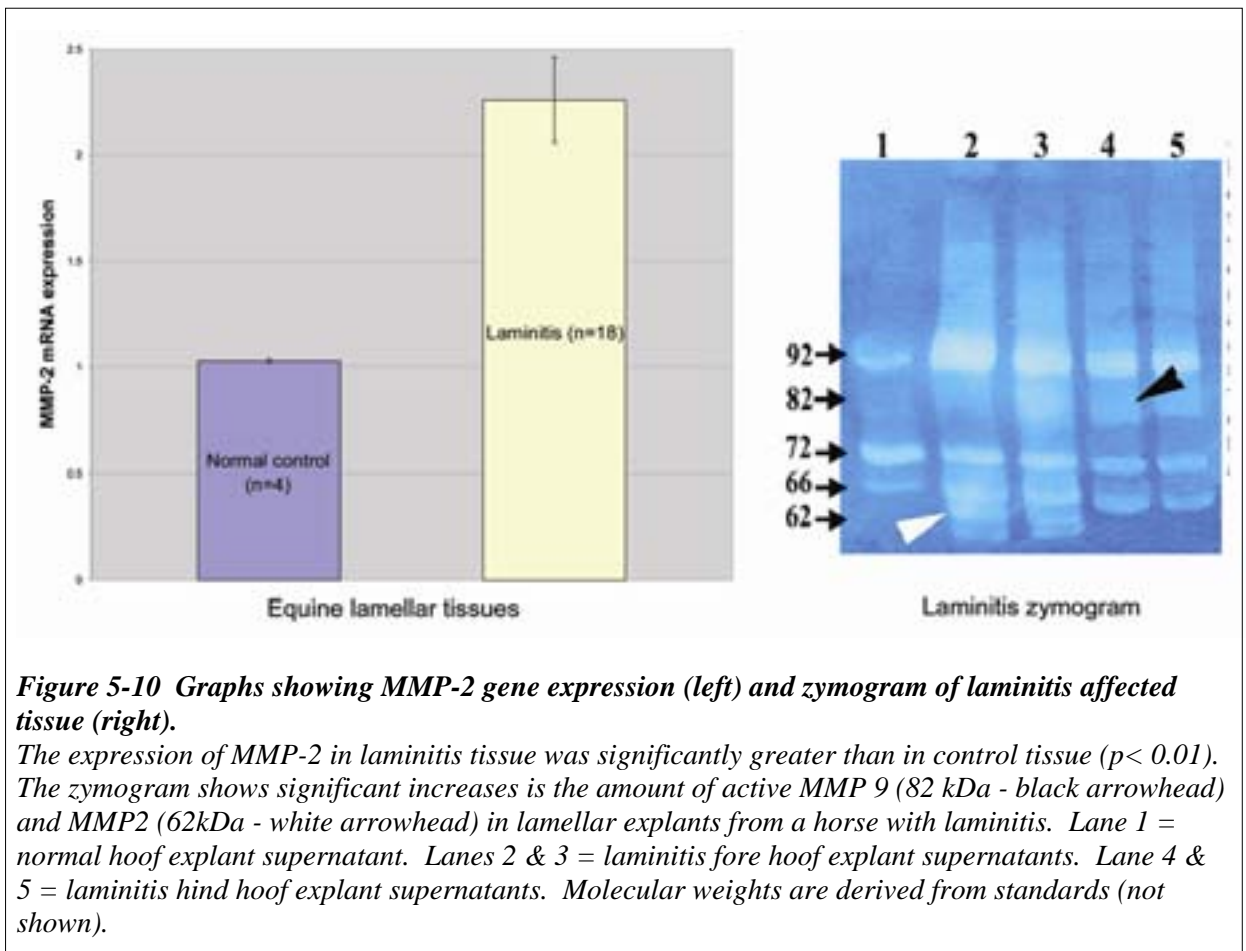 2.5
2
1.5
1
0.5
0
MMP-2 mRNA expression
Normal control
(n=4)
Laminitis (n=18)
Equine lamellar tissues
1 2 3 4 5
92
82
72
66
62
Laminitis zymogram
Figure 5-10 Graphs showing MMP-2 gene expression (left) and zymogram of laminitis affected
tissue (right).
The expression of MMP-2 in laminitis tissue was significantly greater than in control tissue (p< 0.01).
The zymogram shows significant increases is the amount of active MMP 9 (82 kDa - black arrowhead)
and MMP2 (62kDa - white arrowhead) in lamellar explants from a horse with laminitis. Lane 1 =
normal hoof explant supernatant. Lanes 2 & 3 = laminitis fore hoof explant supernatants. Lane 4 &
5 = laminitis hind hoof explant supernatants. Molecular weights are derived from standards (not
shown).